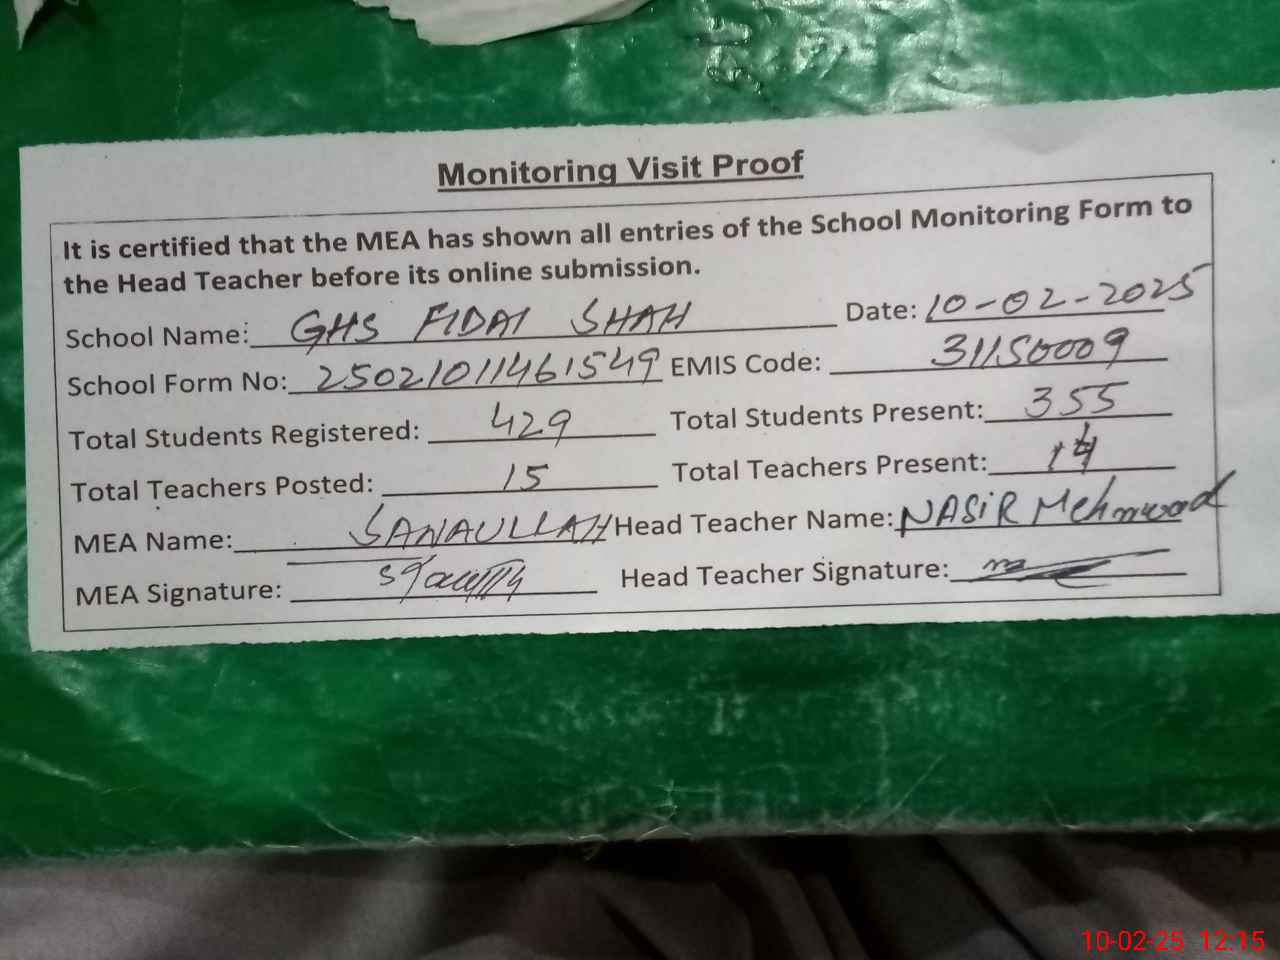 Monitoring Visit Proof
It is certified that the MEA has shown all entries of the School Monitoring Form to
the Head Teacher before its online submission.
School Name: GHS FIDAI SHAH Date: 10-02-2025
School Form No: 2502101146 1549 EMIS Code: 31150009
Total Students Registered: 429 Total Students Present: 355
Total Teachers Posted: 15 Total Teachers Present: 14
MEA Name: SANAULLAH Head Teacher Name: NASIR Mehmood
MEA Signature: Head Teacher Signature:
10-02-25 12:15